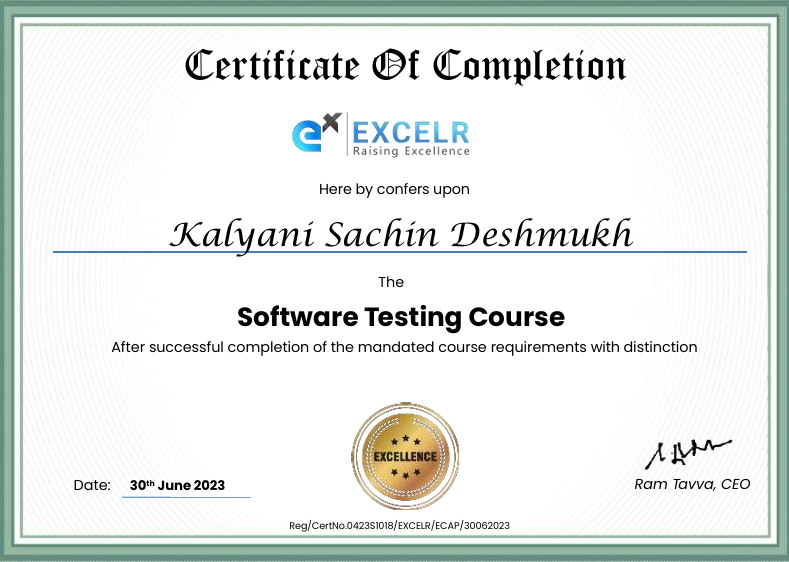 Certificate Of Completion
ex EXCELR
Raising Excellence
Here by confers upon
Kalyani Sachin Deshmukh
The
Software Testing Course
After successful completion of the mandated course requirements with distinction
EXCELLENCE
Date: 30th June 2023
Ram Tavva, CEO
Reg/CertNo.0423S1018/EXCELR/ECAP/30062023